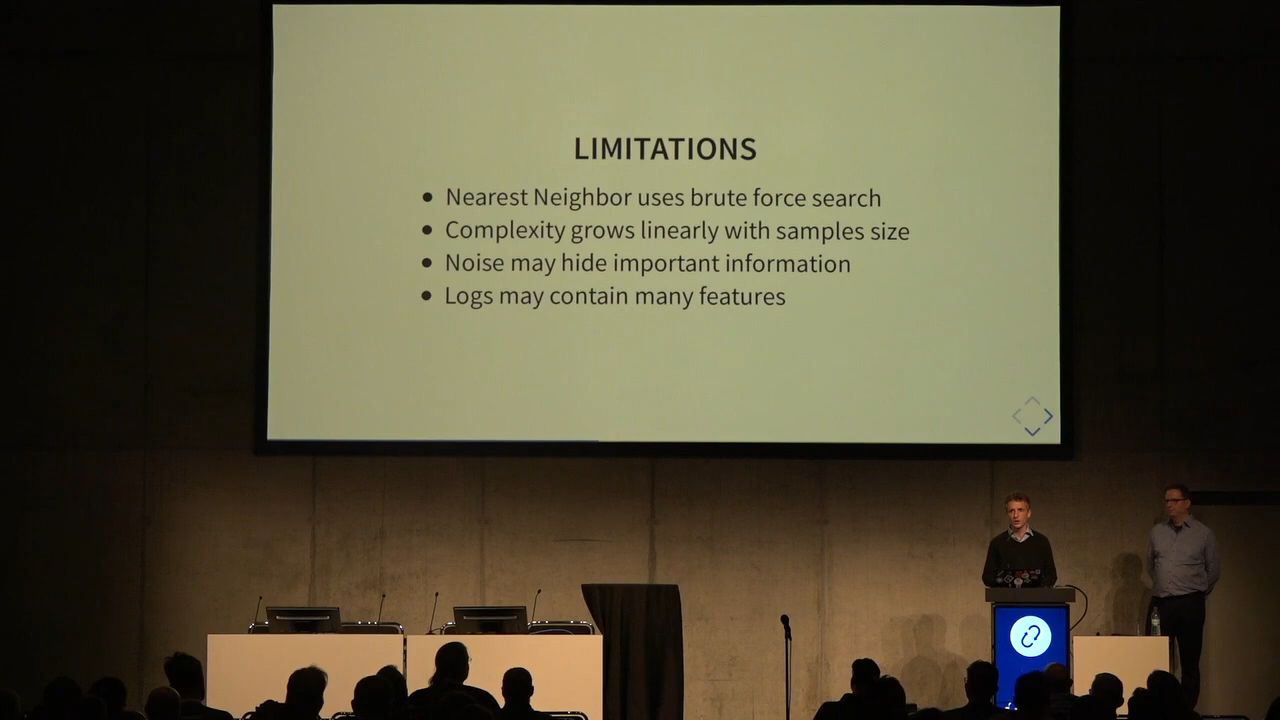 LIMITATIONS
Nearest Neighbor uses brute force search
Complexity grows linearly with samples size
Noise may hide important information
Logs may contain many features